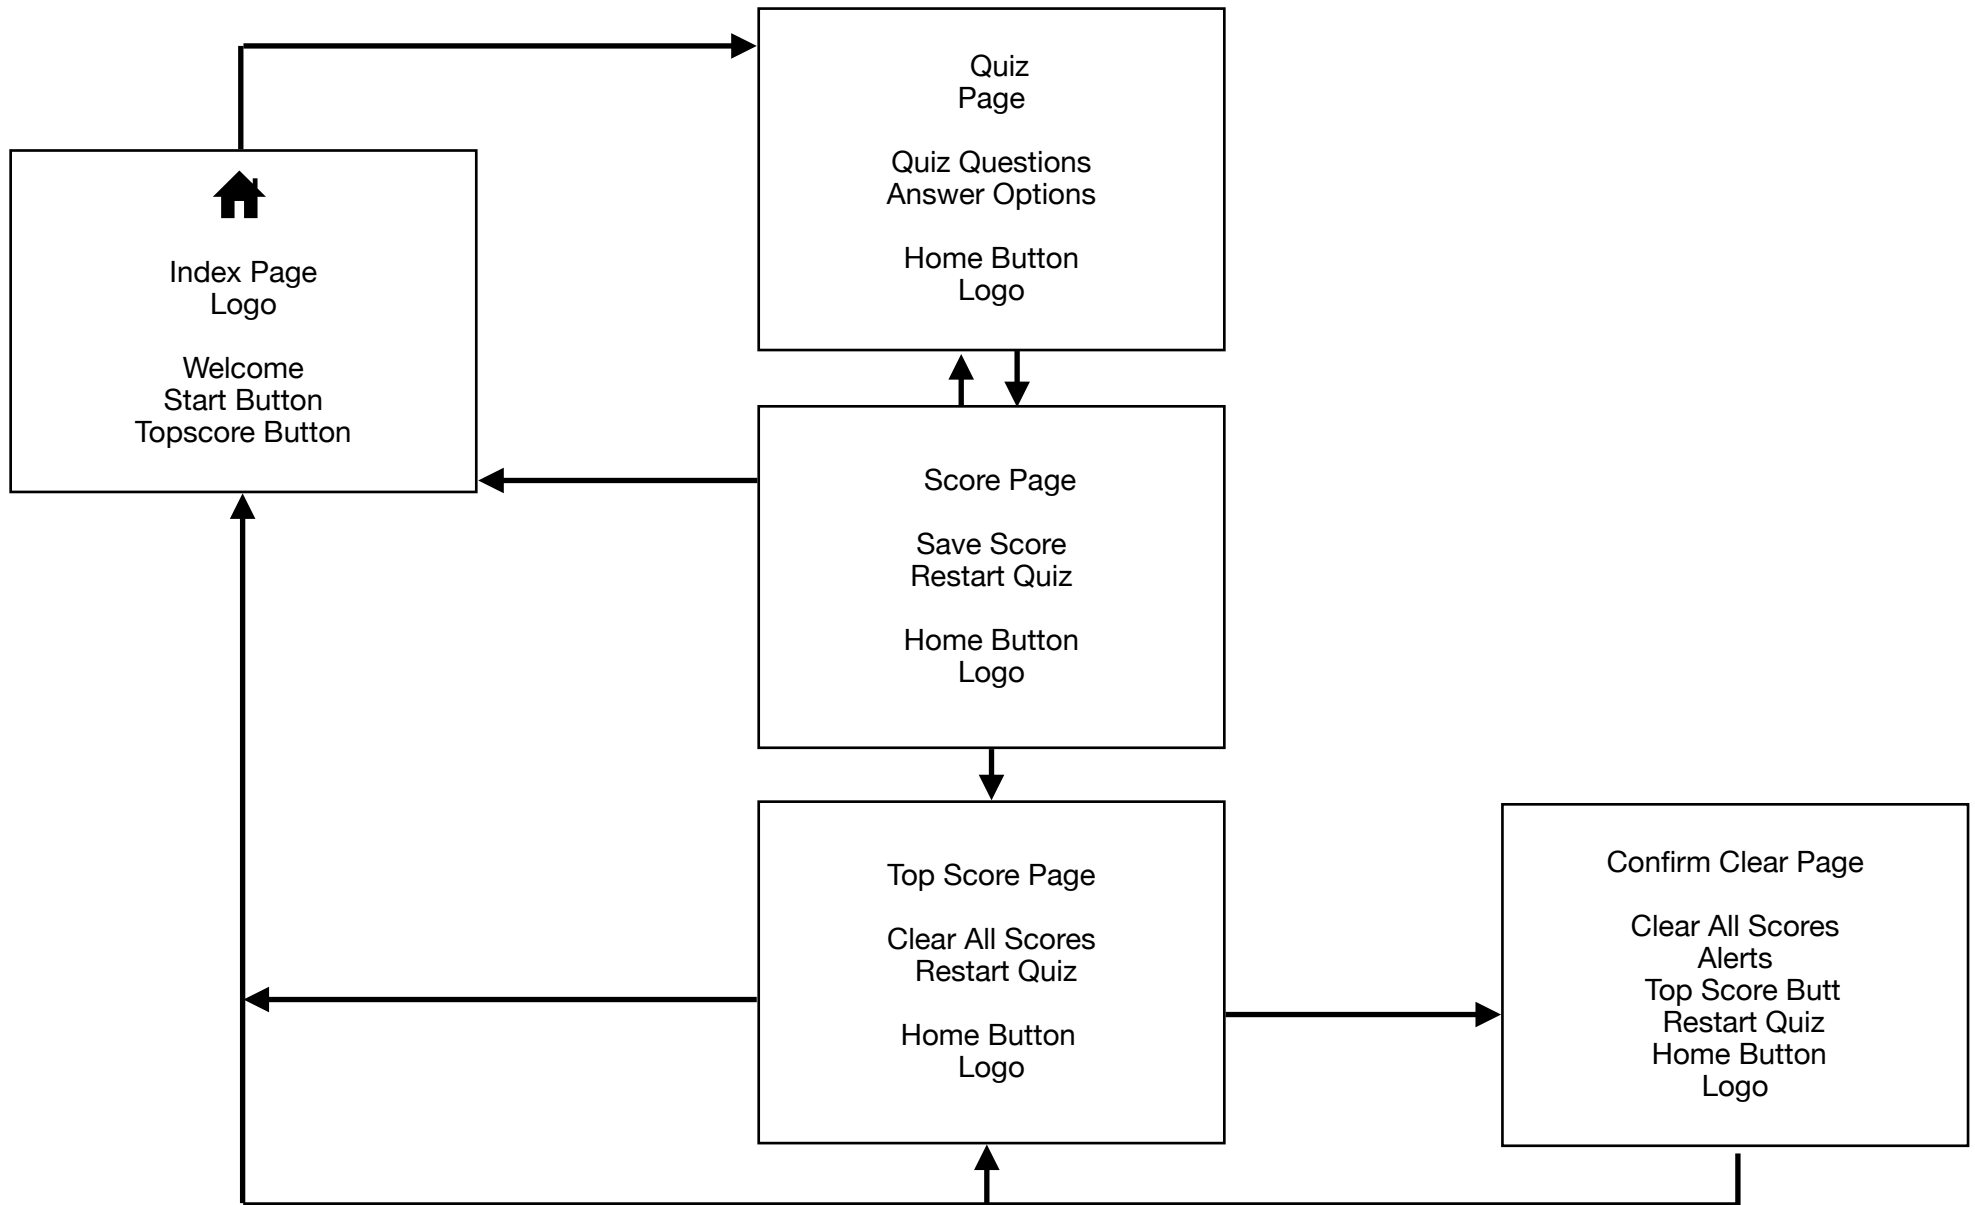 Quiz
Page
Quiz Questions
Answer Options
Home Button
Logo
Index Page
Logo
Welcome
Start Button
Topscore Button
Score Page
Save Score
Restart Quiz
Home Button
Logo
Top Score Page
Clear All Scores
Restart Quiz
Home Button
Logo
Confirm Clear Page
Clear All Scores
Alerts
Top Score Butt
Restart Quiz
Home Button
Logo